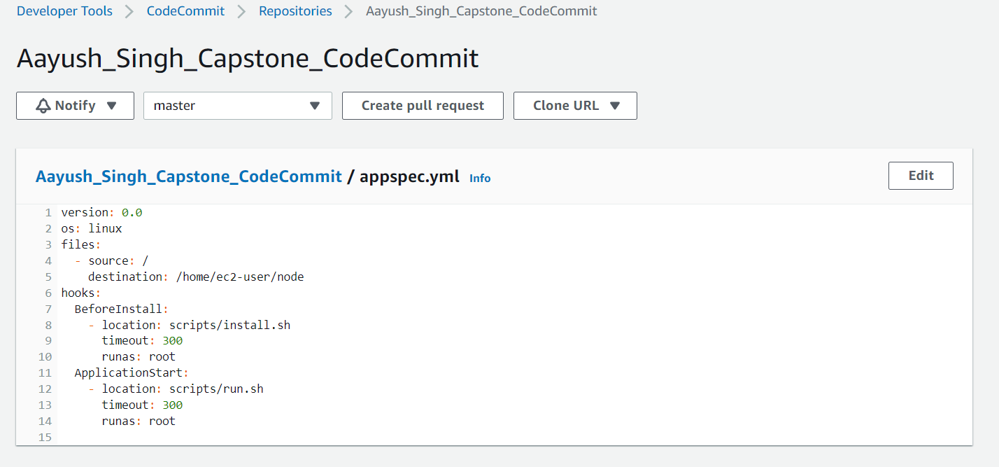 Developer Tools > CodeCommit > Repositories > Aayush_Singh_Capstone_CodeCommit
Aayush_Singh_Capstone_CodeCommit
Notify master Create pull request Clone URL
Aayush_Singh_Capstone_CodeCommit / appspec.yml Info Edit
1 version: 0.0
2 os: linux
3 files:
4   - source: /
5     destination: /home/ec2-user/node
6 hooks:
7   BeforeInstall:
8     - location: scripts/install.sh
9       timeout: 300
10       runas: root
11   ApplicationStart:
12     - location: scripts/run.sh
13       timeout: 300
14       runas: root
15